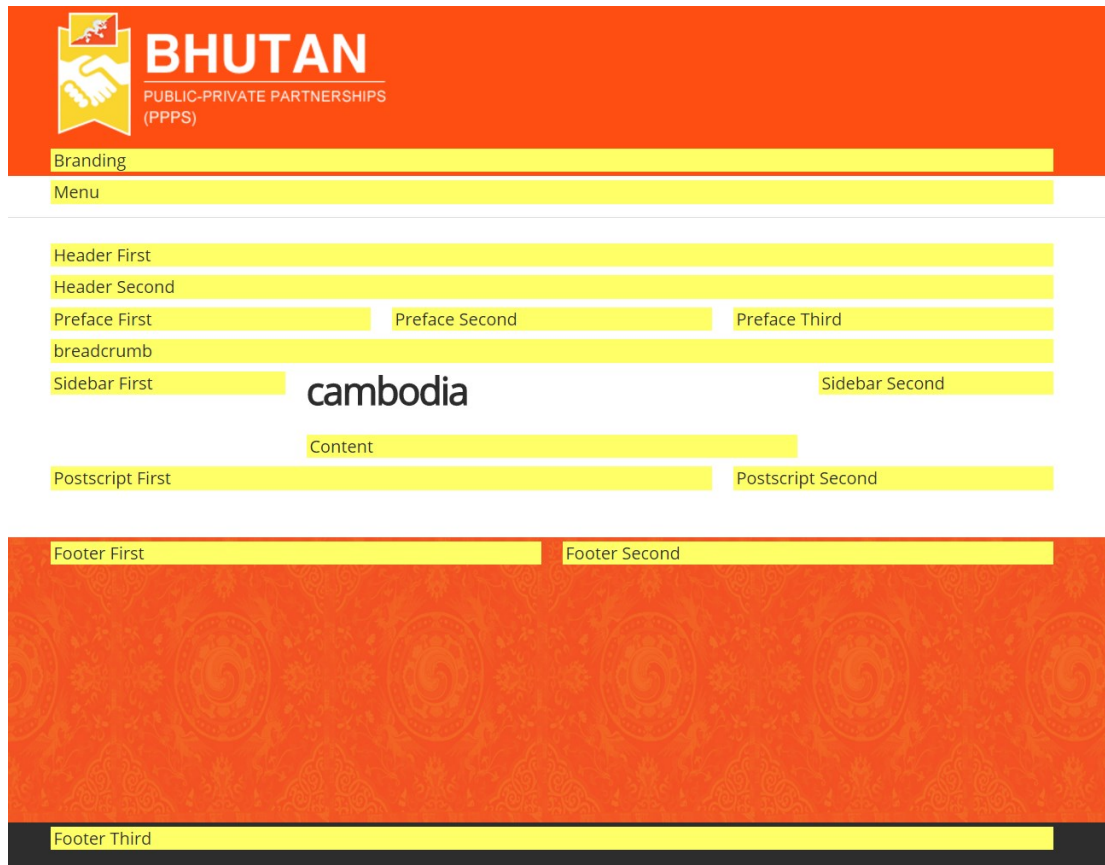 BHUTAN
PUBLIC-PRIVATE PARTNERSHIPS
(PPPS)
Branding
Menu
Header First
Header Second
Preface First Preface Second Preface Third
breadcrumb
Sidebar First cambodia Sidebar Second
Content
Postscript First Postscript Second
Footer First Footer Second
Footer Third